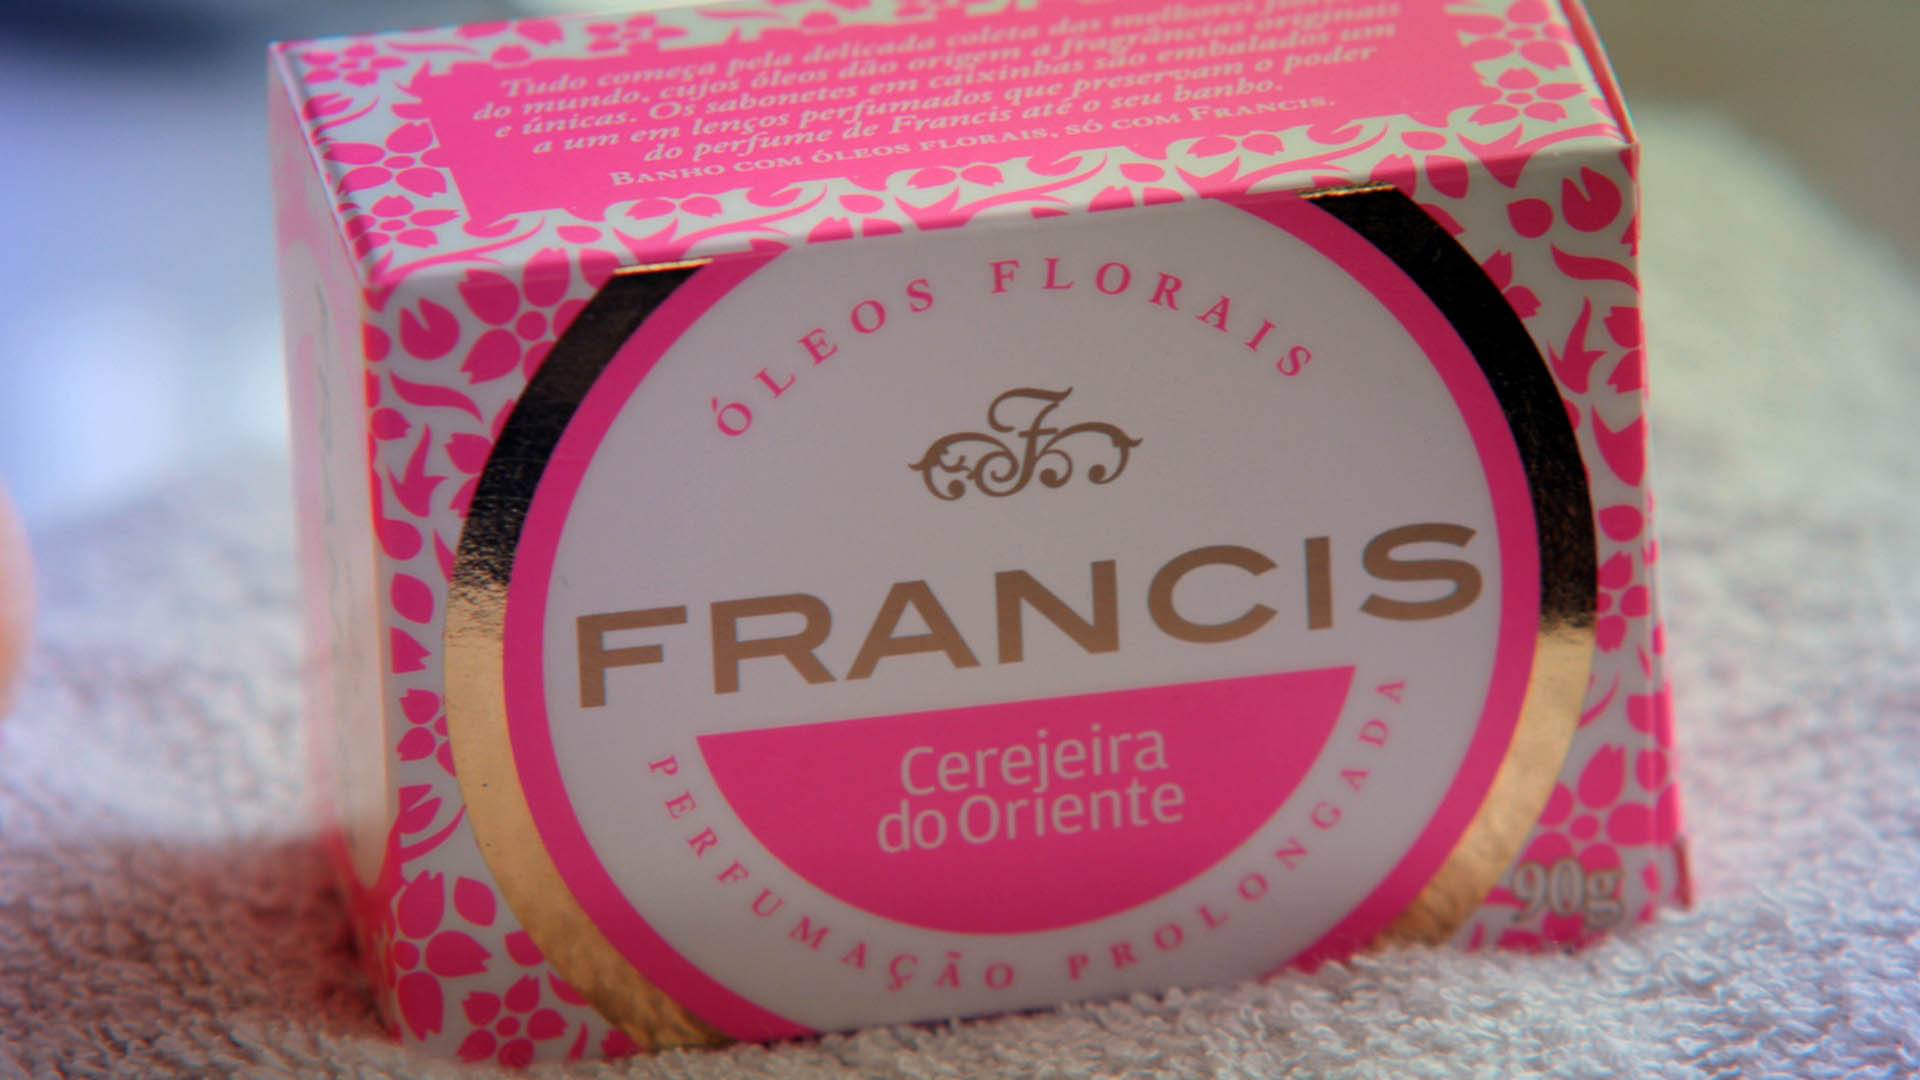 Tudo começa pela delicada coleta das melhores flores
do mundo, cujos óleos dão origem a fragrâncias originais
e únicas. Os sabonetes em caixinhas são embalados um
a um em lenços perfumados que preservam o poder
do perfume de Francis até o seu banho.
BANHO COM ÓLEOS FLORAIS, SÓ COM FRANCIS.
ÓLEOS FLORAIS
F
FRANCIS
Cerejeira
do Oriente
PERFUMAÇÃO PROLONGADA
90g